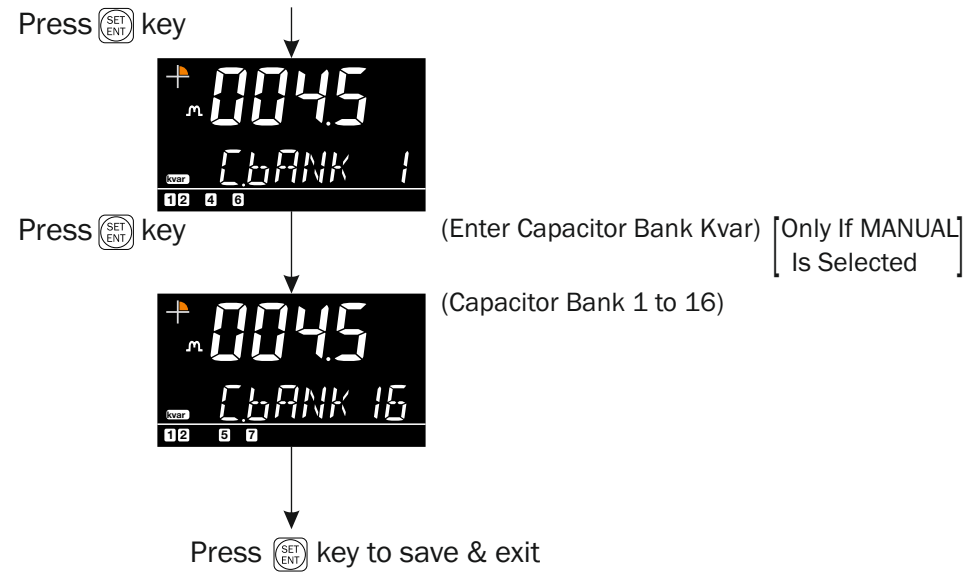 Press SET ENT key
004.5
C.bANK 1
kvar
1 2 4 6
Press SET ENT key
(Enter Capacitor Bank Kvar) [Only If MANUAL
Is Selected]
(Capacitor Bank 1 to 16)
004.5
C.bANK 16
kvar
1 2 5 7
Press SET ENT key to save & exit